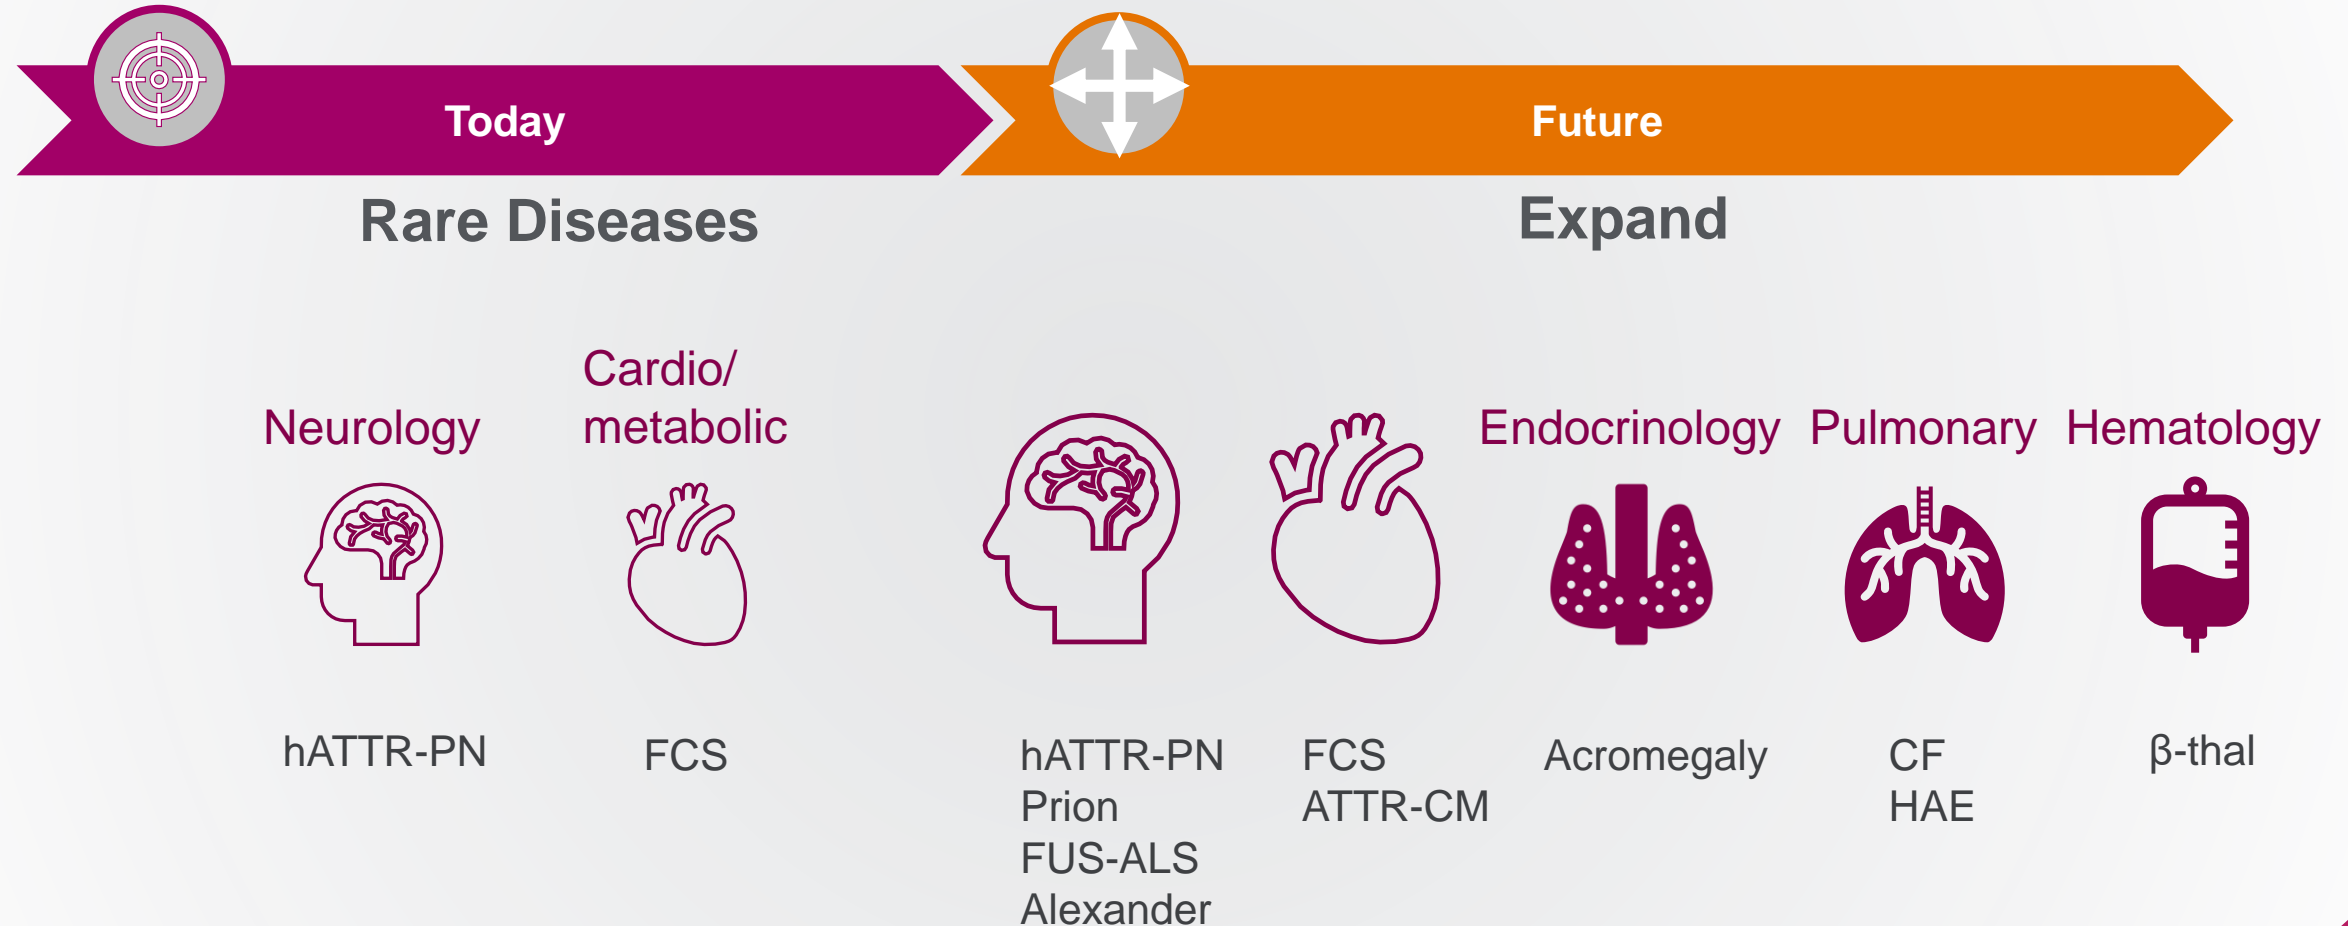 Today
Future
Rare Diseases
Expand
Neurology
Cardio/
metabolic
Endocrinology
Pulmonary
Hematology
hATTR-PN
FCS
hATTR-PN
Prion
FUS-ALS
Alexander
FCS
ATTR-CM
Acromegaly
CF
HAE
β-thal